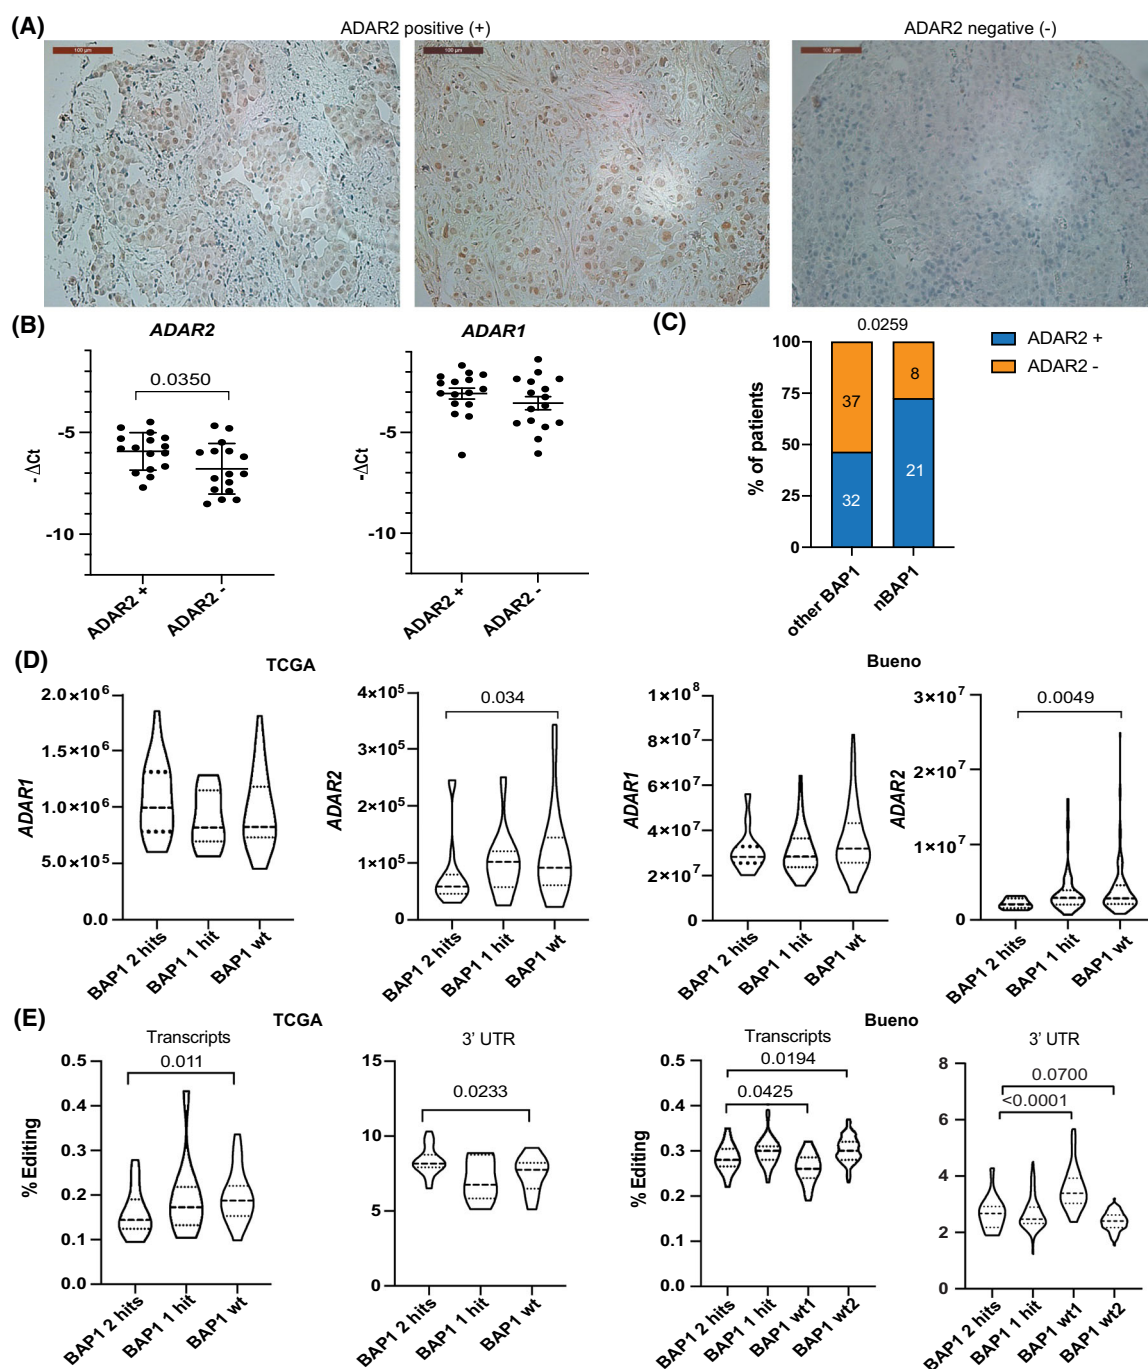 (A)
ADAR2 positive (+)
ADAR2 negative (-)
100 µm
100 µm
100 µm
(B)
ADAR2
ADAR1
0.0350
-5
-10
-ΔCt
ADAR2 +
ADAR2 -
-5
-10
-ΔCt
ADAR2 +
ADAR2 -
(C)
0.0259
ADAR2 +
ADAR2 -
100
75
50
25
0
% of patients
37
32
8
21
other BAP1
nBAP1
(D)
TCGA
Bueno
2.0×10⁶
1.5×10⁶
1.0×10⁶
5.0×10⁵
0.0
ADAR1
BAP1 2 hits
BAP1 1 hit
BAP1 wt
4×10⁵
3×10⁵
2×10⁵
1×10⁵
0
ADAR2
0.034
BAP1 2 hits
BAP1 1 hit
BAP1 wt
1×10⁸
8×10⁷
6×10⁷
4×10⁷
2×10⁷
0
ADAR1
BAP1 2 hits
BAP1 1 hit
BAP1 wt
3×10⁷
2×10⁷
1×10⁷
0
ADAR2
0.0049
BAP1 2 hits
BAP1 1 hit
BAP1 wt
(E)
TCGA
Bueno
Transcripts
0.5
0.4
0.3
0.2
0.1
0.0
% Editing
0.011
BAP1 2 hits
BAP1 1 hit
BAP1 wt
3' UTR
15
10
5
0
0.0233
BAP1 2 hits
BAP1 1 hit
BAP1 wt
Transcripts
0.5
0.4
0.3
0.2
0.1
0.0
% Editing
0.0194
0.0425
BAP1 2 hits
BAP1 1 hit
BAP1 wt1
BAP1 wt2
3' UTR
8
6
4
2
0
0.0700
<0.0001
BAP1 2 hits
BAP1 1 hit
BAP1 wt1
BAP1 wt2